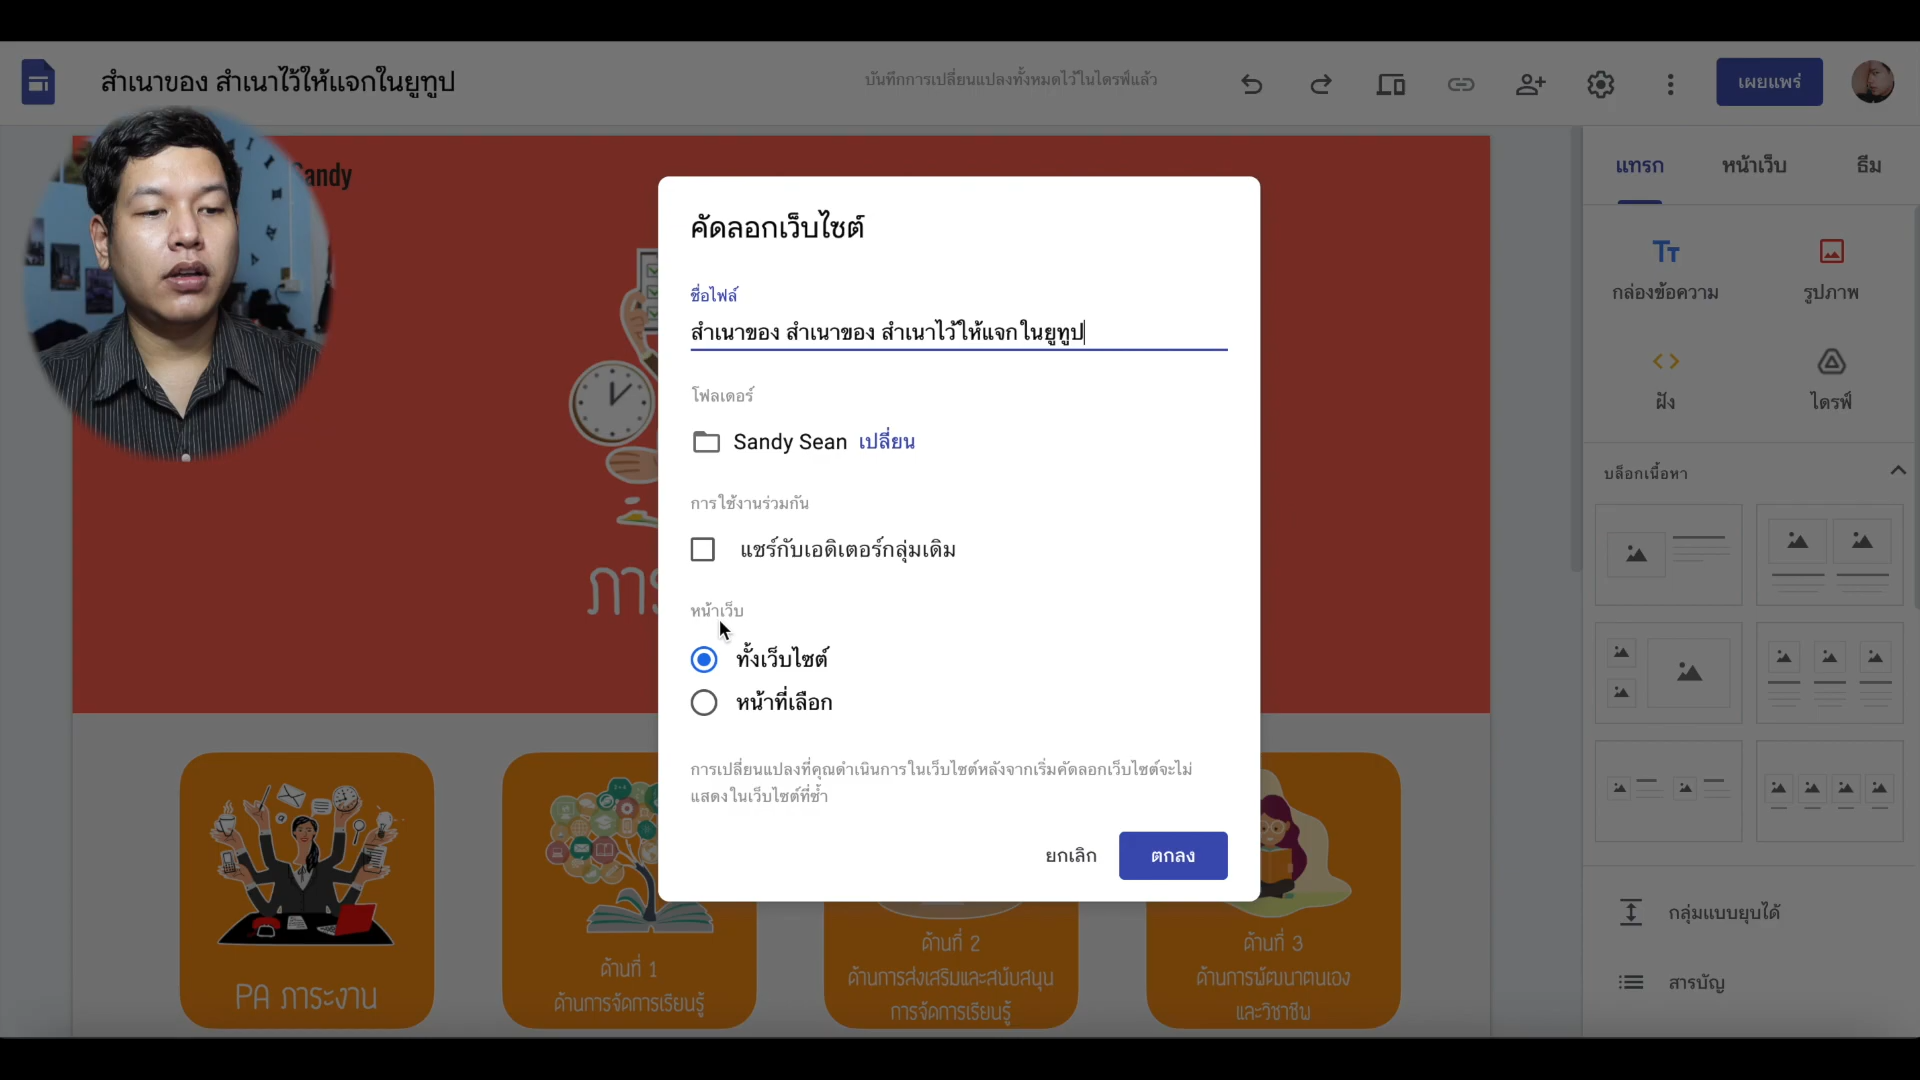 สำเนาของ สำเนาไว้ให้แจกในยูทูป
บันทึกการเปลี่ยนแปลงทั้งหมดไว้ในไดรฟ์แล้ว
เผยแพร่
แทรก
หน้าเว็บ
ธีม
คัดลอกเว็บไซต์
ชื่อไฟล์
สำเนาของ สำเนาของ สำเนาไว้ให้แจกในยูทูป
โฟลเดอร์
Sandy Sean เปลี่ยน
การใช้งานร่วมกัน
แชร์กับเอดิเตอร์กลุ่มเดิม
หน้าเว็บ
ทั้งเว็บไซต์
หน้าที่เลือก
การเปลี่ยนแปลงที่คุณดำเนินการในเว็บไซต์หลังจากเริ่มคัดลอกเว็บไซต์จะไม่
แสดงในเว็บไซต์ที่ซ้ำ
ยกเลิก
ตกลง
กล่องข้อความ
รูปภาพ
ฝัง
ไดรฟ์
บล็อกเนื้อหา
กลุ่มแบบยุบได้
สารบัญ
PA ภาระงาน
ด้านที่ 1
ด้านการจัดการเรียนรู้
ด้านที่ 2
ด้านการส่งเสริมและสนับสนุน
การจัดการเรียนรู้
ด้านที่ 3
ด้านการพัฒนาตนเอง
และวิชาชีพ